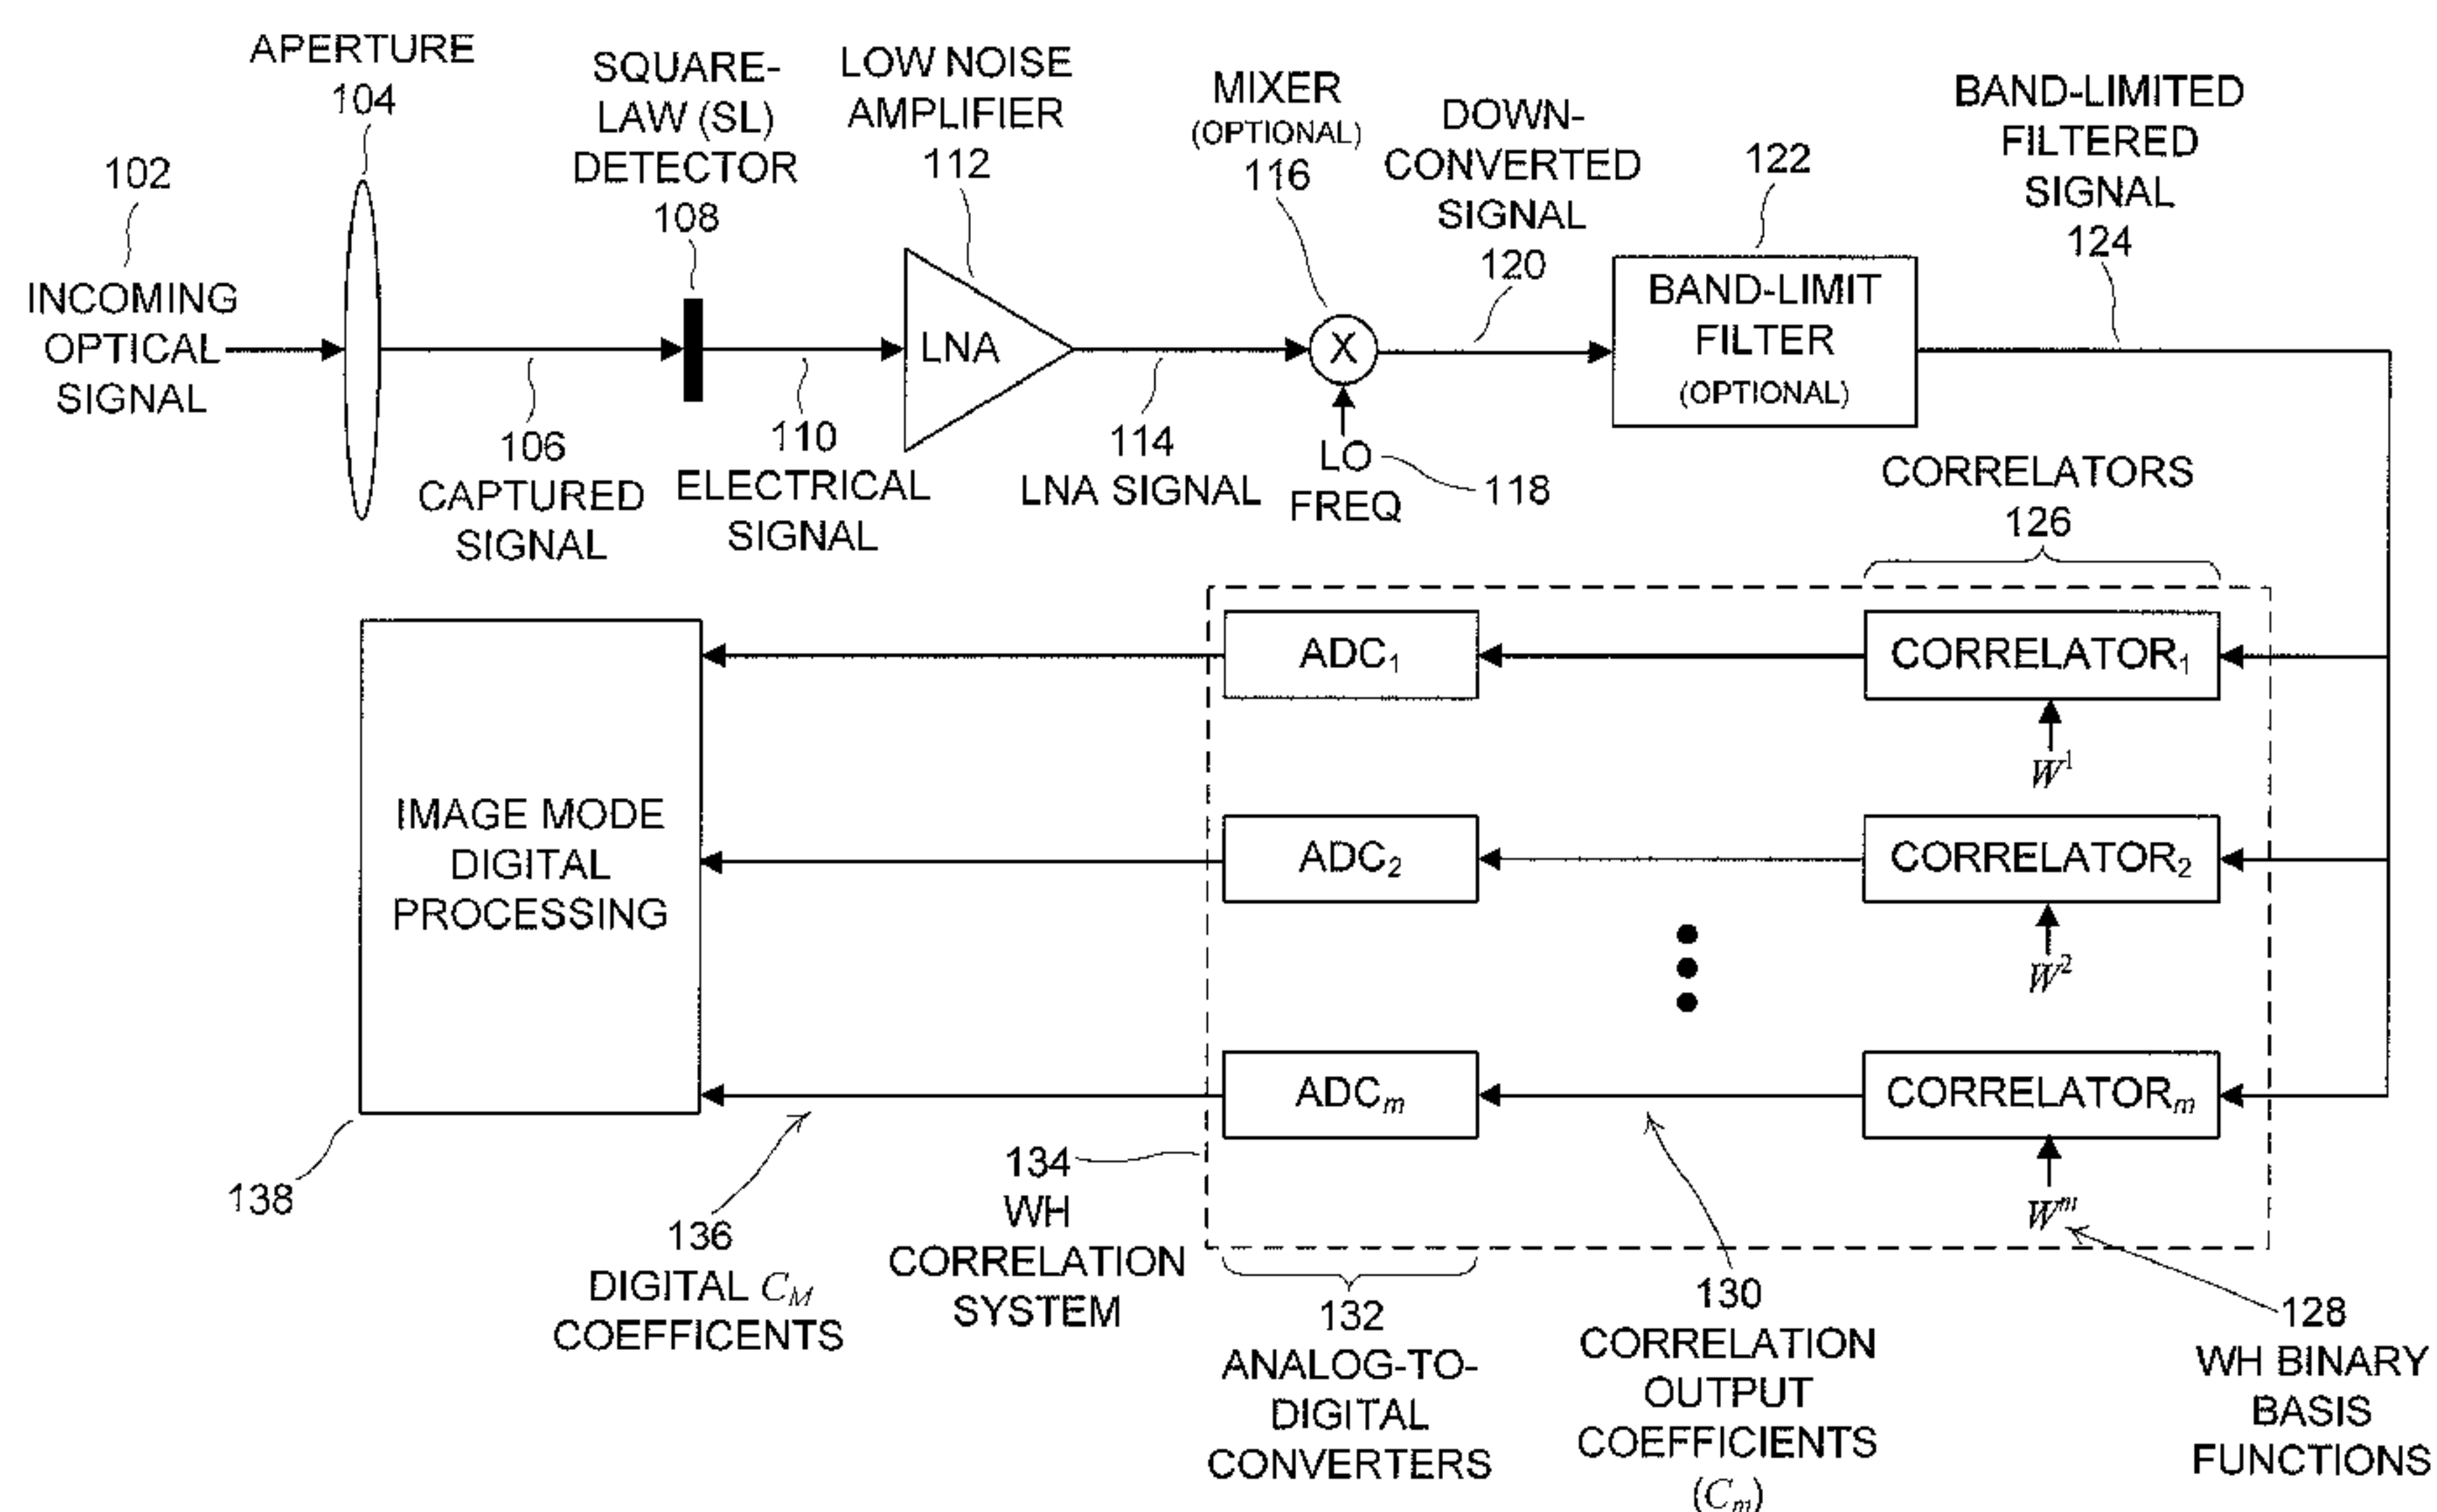 APERTURE
104
SQUARE-
LAW (SL)
DETECTOR
108
LOW NOISE
AMPLIFIER
112
MIXER
(OPTIONAL)
116
DOWN-
CONVERTED
SIGNAL
120
122
BAND-LIMITED
FILTERED
SIGNAL
124
102
INCOMING
OPTICAL
SIGNAL
LNA
X
BAND-LIMIT
FILTER
(OPTIONAL)
106
CAPTURED
SIGNAL
110
ELECTRICAL
SIGNAL
114
LNA SIGNAL
LO
FREQ
118
CORRELATORS
126
ADC₁
CORRELATOR₁
W¹
IMAGE MODE
DIGITAL
PROCESSING
ADC₂
CORRELATOR₂
W²
ADCₘ
CORRELATORₘ
Wᵐ
138
136
DIGITAL C_M
COEFFICENTS
134
WH
CORRELATION
SYSTEM
132
ANALOG-TO-
DIGITAL
CONVERTERS
130
CORRELATION
OUTPUT
COEFFICIENTS
(Cₘ)
128
WH BINARY
BASIS
FUNCTIONS